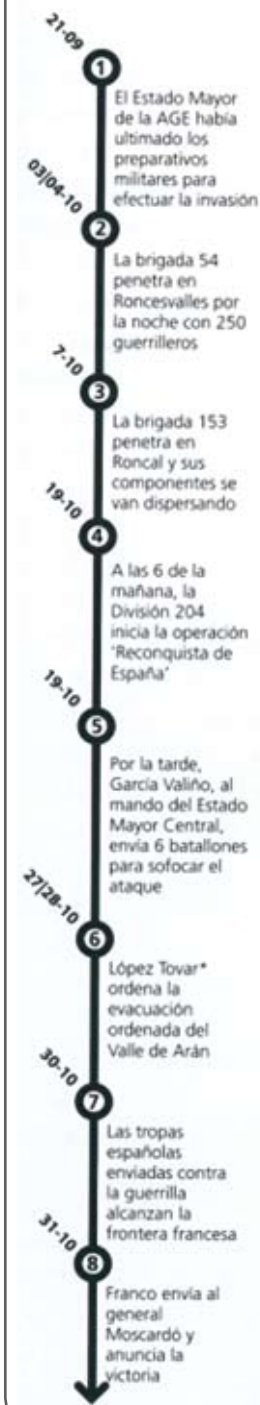 21-09
1
El Estado Mayor
de la AGE había
ultimado los
preparativos
militares para
efectuar la invasión
03|04-10
2
La brigada 54
penetra en
Roncesvalles por
la noche con 250
guerrilleros
7-10
3
La brigada 153
penetra en
Roncal y sus
componentes se
van dispersando
19-10
4
A las 6 de la
mañana, la
División 204
inicia la operación
'Reconquista de
España'
19-10
5
Por la tarde,
García Valiño, al
mando del Estado
Mayor Central,
envía 6 batallones
para sofocar el
ataque
27|28-10
6
López Tovar*
ordena la
evacuación
ordenada del
Valle de Arán
30-10
7
Las tropas
españolas
enviadas contra
la guerrilla
alcanzan la
frontera francesa
31-10
8
Franco envía al
general
Moscardó y
anuncia la
victoria